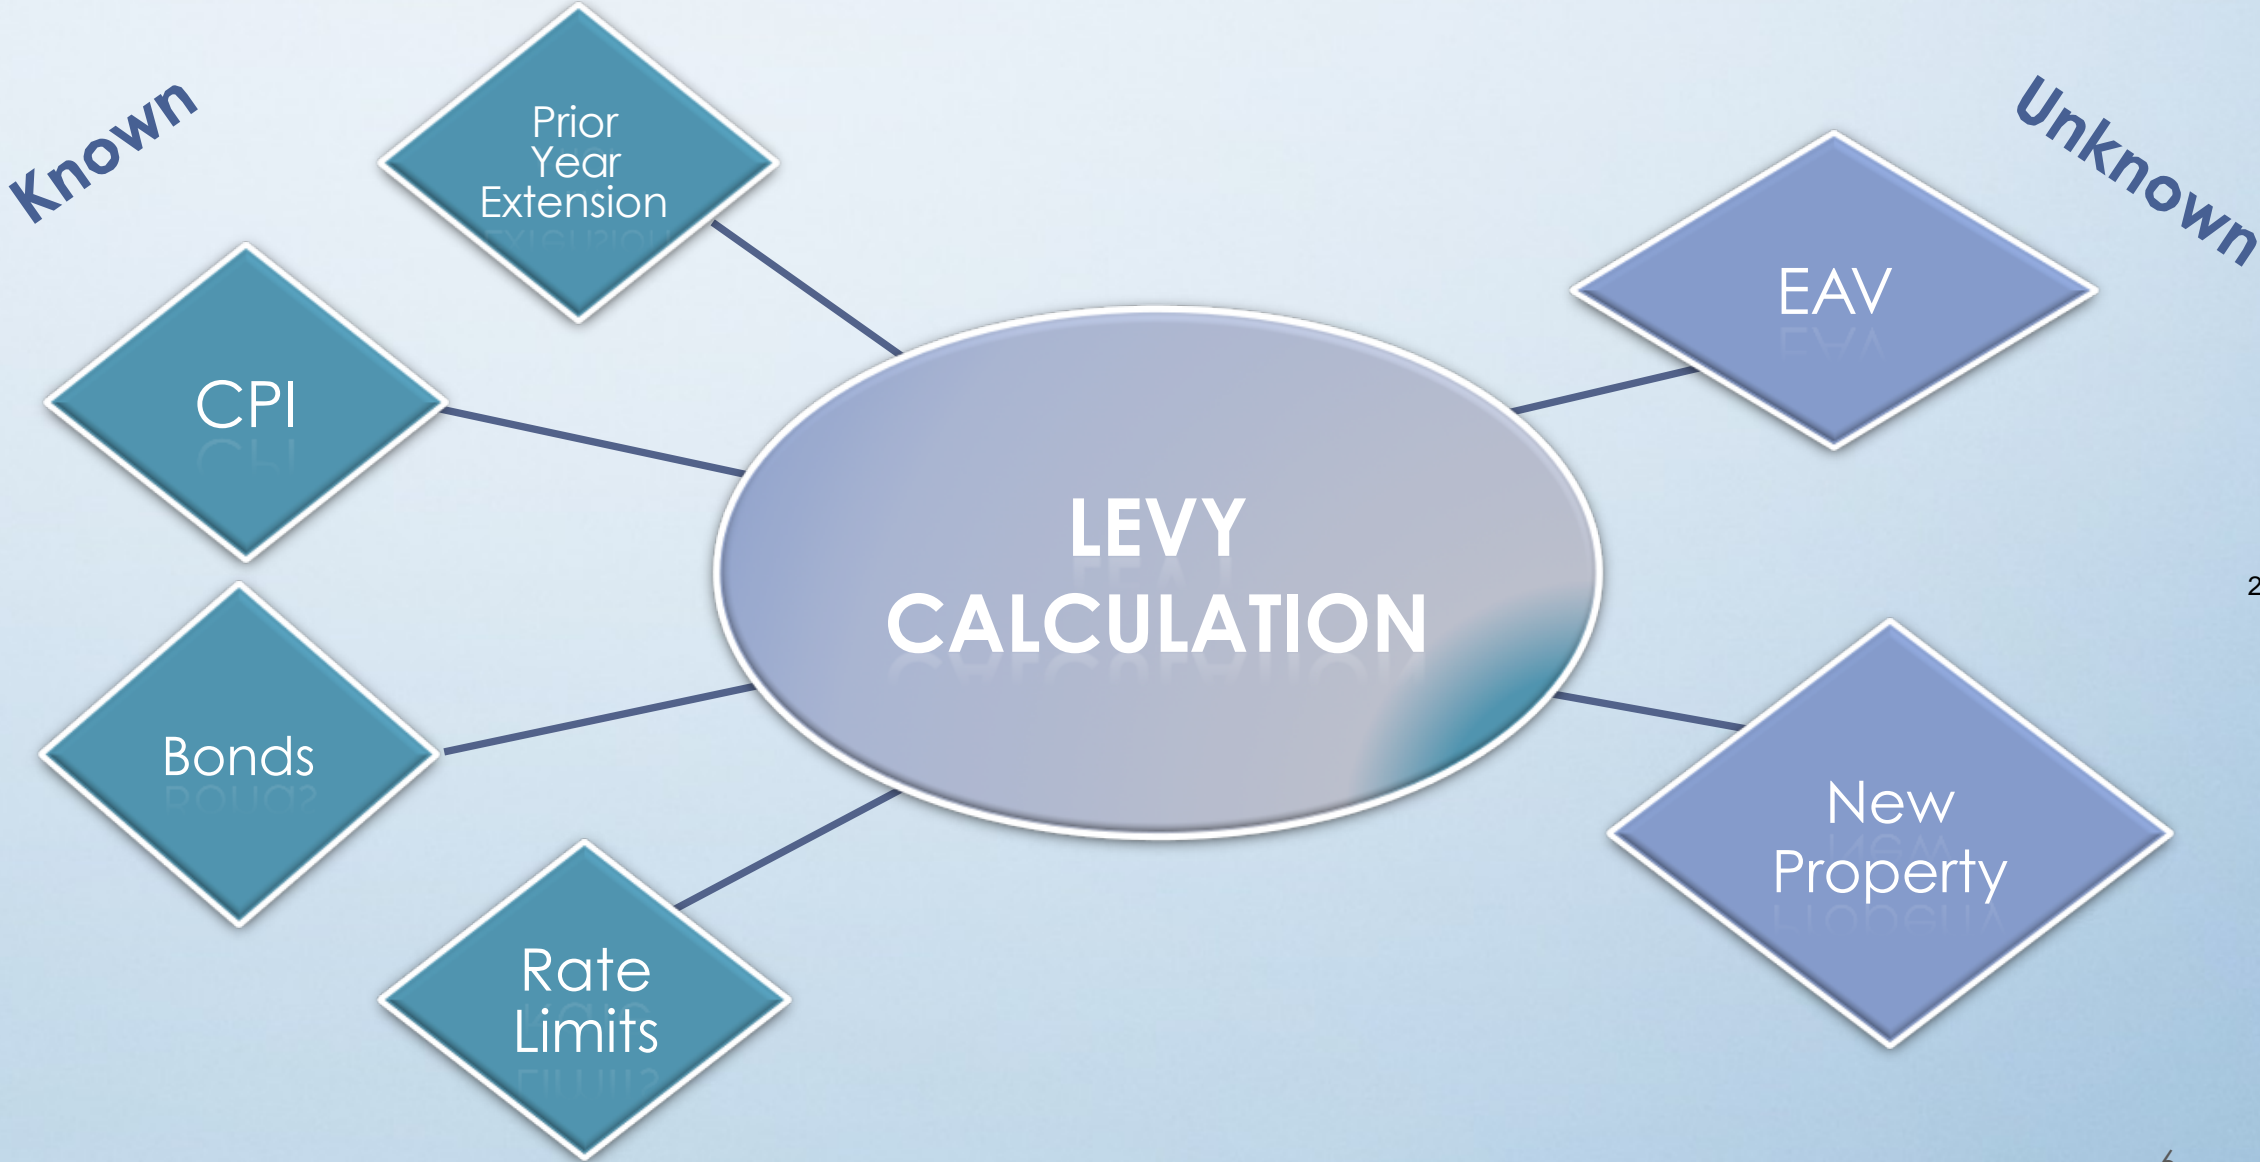 Known
Prior
Year
Extension
Unknown
EAV
CPI
LEVY
CALCULATION
2
Bonds
New
Property
Rate
Limits